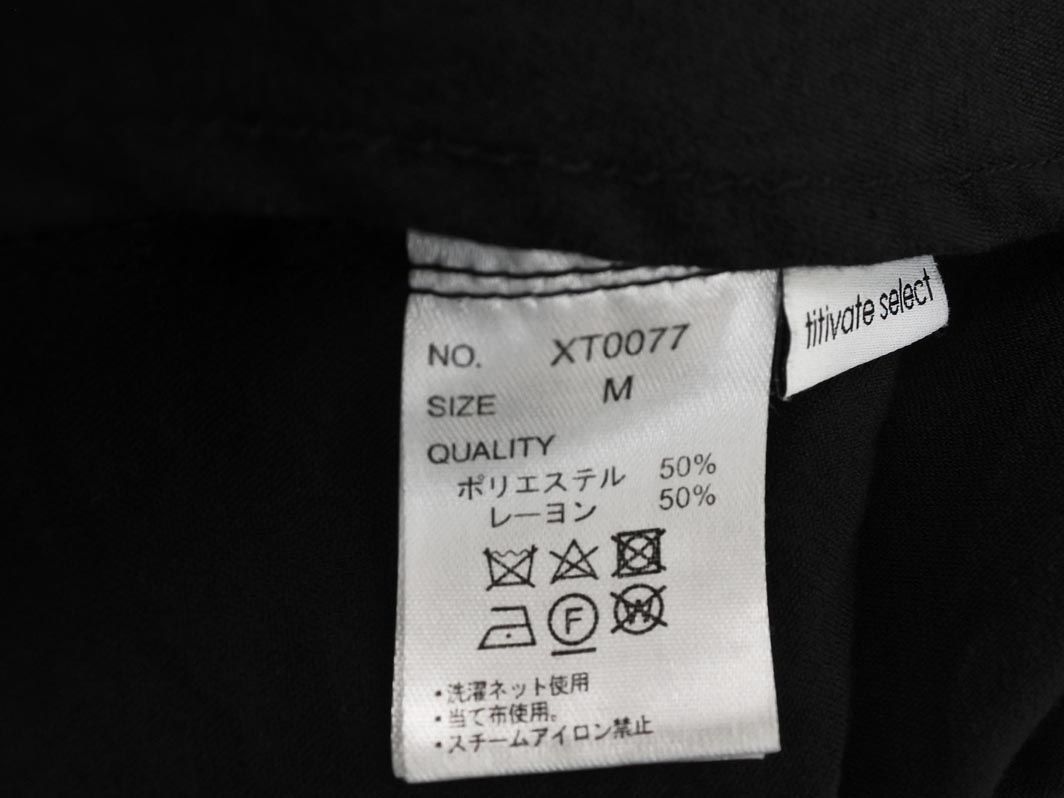 NO. XT0077
SIZE M
QUALITY
ポリエステル 50%
レーヨン 50%
F
W
・洗濯ネット使用
・当て布使用。
・スチームアイロン禁止
titivate select